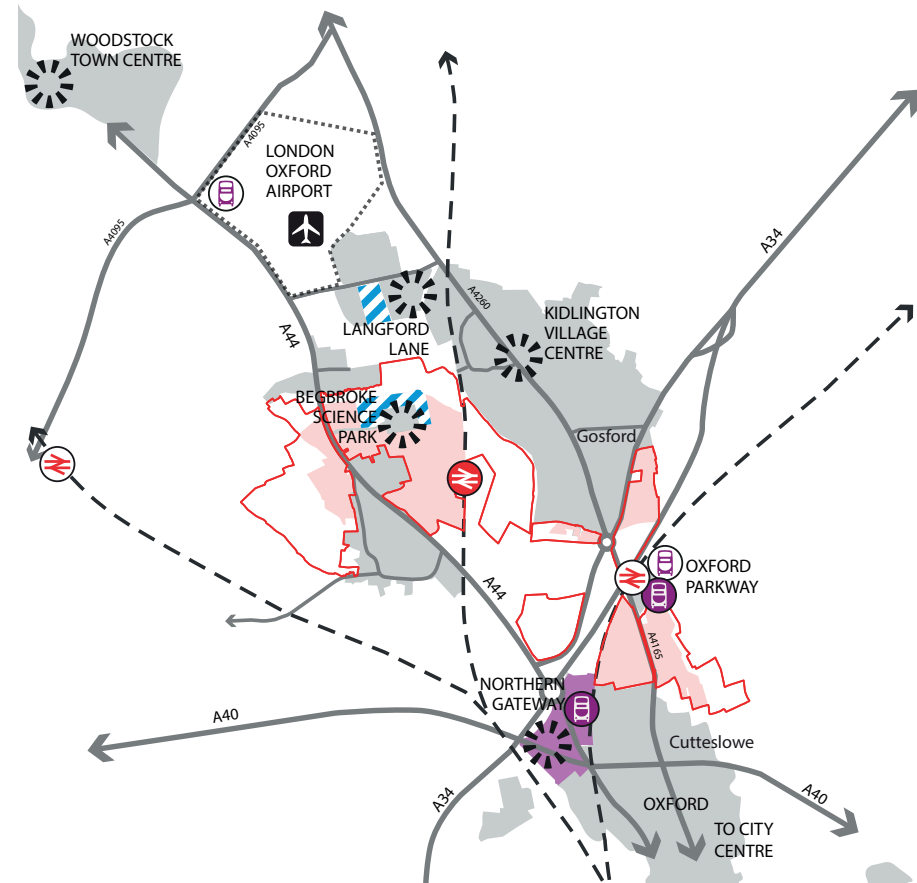 WOODSTOCK
TOWN CENTRE
A4095
LONDON
OXFORD
AIRPORT
A4095
A34
A4260
A44
LANGFORD
LANE
KIDLINGTON
VILLAGE
CENTRE
BEGBROKE
SCIENCE
PARK
Gosford
OXFORD
PARKWAY
A44
A4165
NORTHERN
GATEWAY
A40
Cutteslowe
A34
OXFORD
A40
TO CITY
CENTRE